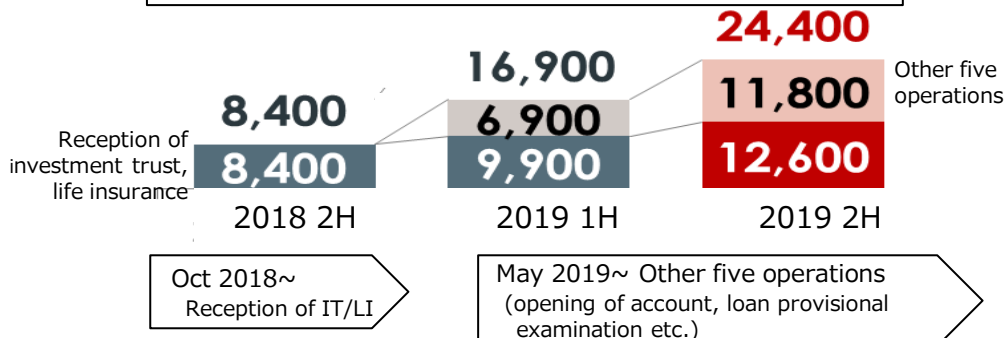 24,400
16,900
Other five
operations
11,800
8,400
6,900
Reception of
investment trust,
life insurance
8,400
9,900
12,600
2018 2H
2019 1H
2019 2H
Oct 2018~
Reception of IT/LI
May 2019~ Other five operations
(opening of account, loan provisional
examination etc.)